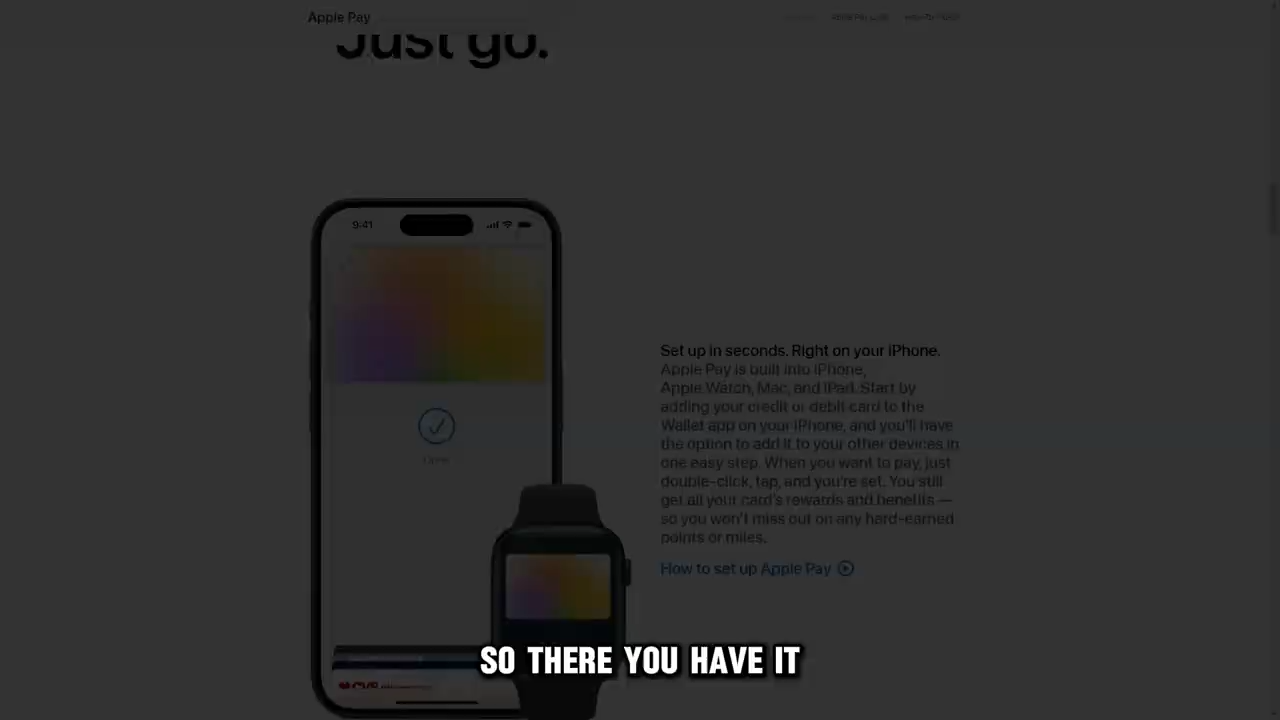 Apple Pay
Just go.
9:41
Set up in seconds. Right on your iPhone.
Apple Pay is built into iPhone,
Apple Watch, Mac, and iPad. Start by
adding your credit or debit card to the
Wallet app on your iPhone, and you'll have
the option to add it to your other devices in
one easy step. When you want to pay, just
double-click, tap, and you're set. You still
get all your card's rewards and benefits —
so you won't miss out on any hard-earned
points or miles.
How to set up Apple Pay
SO THERE YOU HAVE IT
CVS